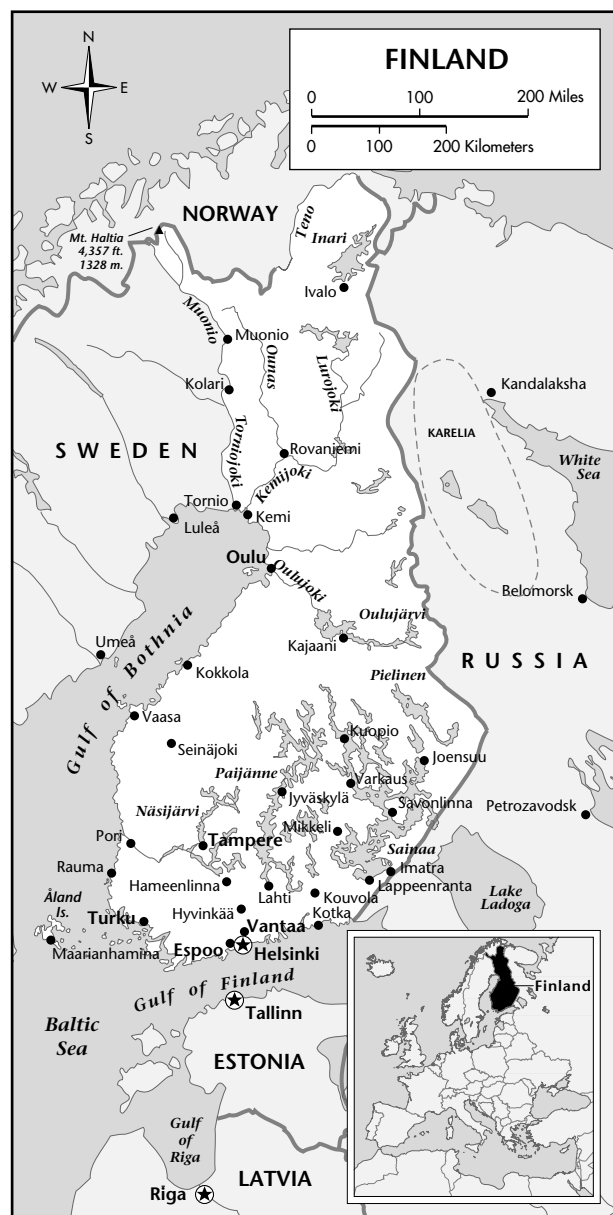 N
W E
S
FINLAND
0 100 200 Miles
0 100 200 Kilometers
NORWAY
Teno
Inari
Mt. Haltia
4,357 ft.
1328 m.
Ivalo
Muonio
Muonio
Ounas
Lurojoki
Kolari
Kandalaksha
KARELIA
Torniojoki
SWEDEN
Rovaniemi
White
Sea
Kemijoki
Tornio
Kemi
Luleå
Oulu
Oulujoki
Belomorsk
Oulujärvi
Kajaani
Umeå
Gulf of Bothnia
RUSSIA
Kokkola
Pielinen
Vaasa
Kuopio
Seinäjoki
Joensuu
Paijänne
Varkaus
Jyväskylä
Näsijärvi
Savonlinna
Petrozavodsk
Mikkeli
Pori
Tampere
Sainaa
Imatra
Rauma
Hameenlinna
Lappeenranta
Lahti
Kouvola
Lake
Ladoga
Åland
Is.
Hyvinkää
Turku
Kotka
Vantaa
Maarianhamina
Espoo
Helsinki
Gulf of Finland
Finland
Tallinn
Baltic
Sea
ESTONIA
Gulf
of
Riga
LATVIA
Riga